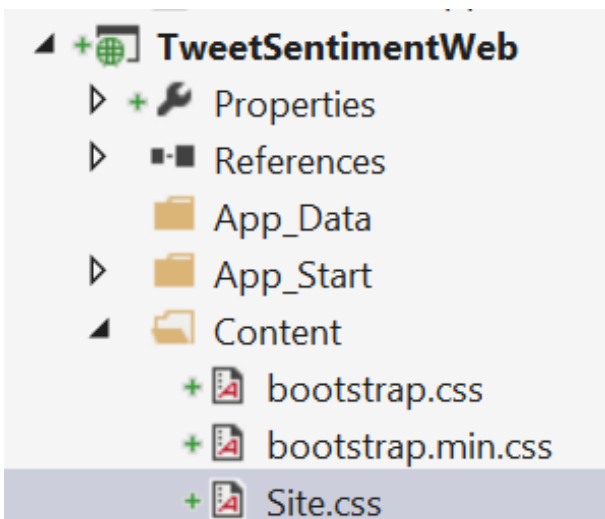 TweetSentimentWeb
Properties
References
App_Data
App_Start
Content
bootstrap.css
bootstrap.min.css
Site.css